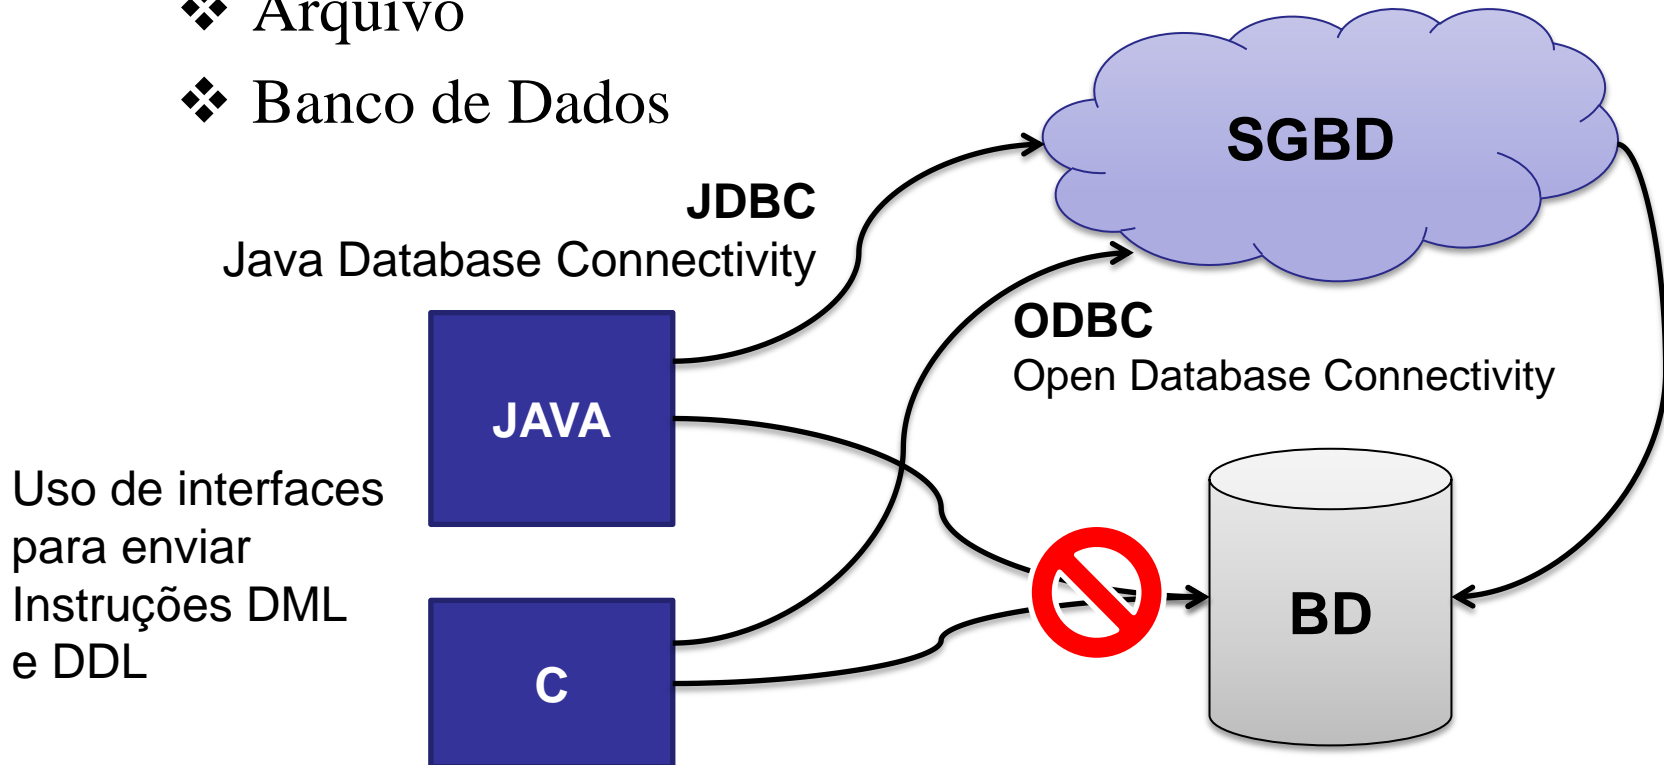 ❖ Arquivo
❖ Banco de Dados
SGBD
JDBC
Java Database Connectivity
ODBC
Open Database Connectivity
JAVA
Uso de interfaces
para enviar
Instruções DML
e DDL
BD
C